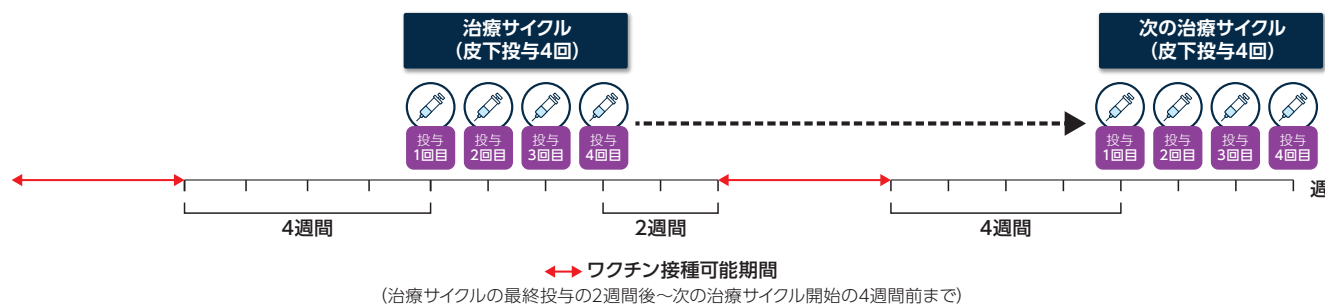 治療サイクル
（皮下投与4回）
次の治療サイクル
（皮下投与4回）
投与
1回目
投与
2回目
投与
3回目
投与
4回目
投与
1回目
投与
2回目
投与
3回目
投与
4回目
週
4週間
2週間
4週間
ワクチン接種可能期間
（治療サイクルの最終投与の2週間後～次の治療サイクル開始の4週間前まで）